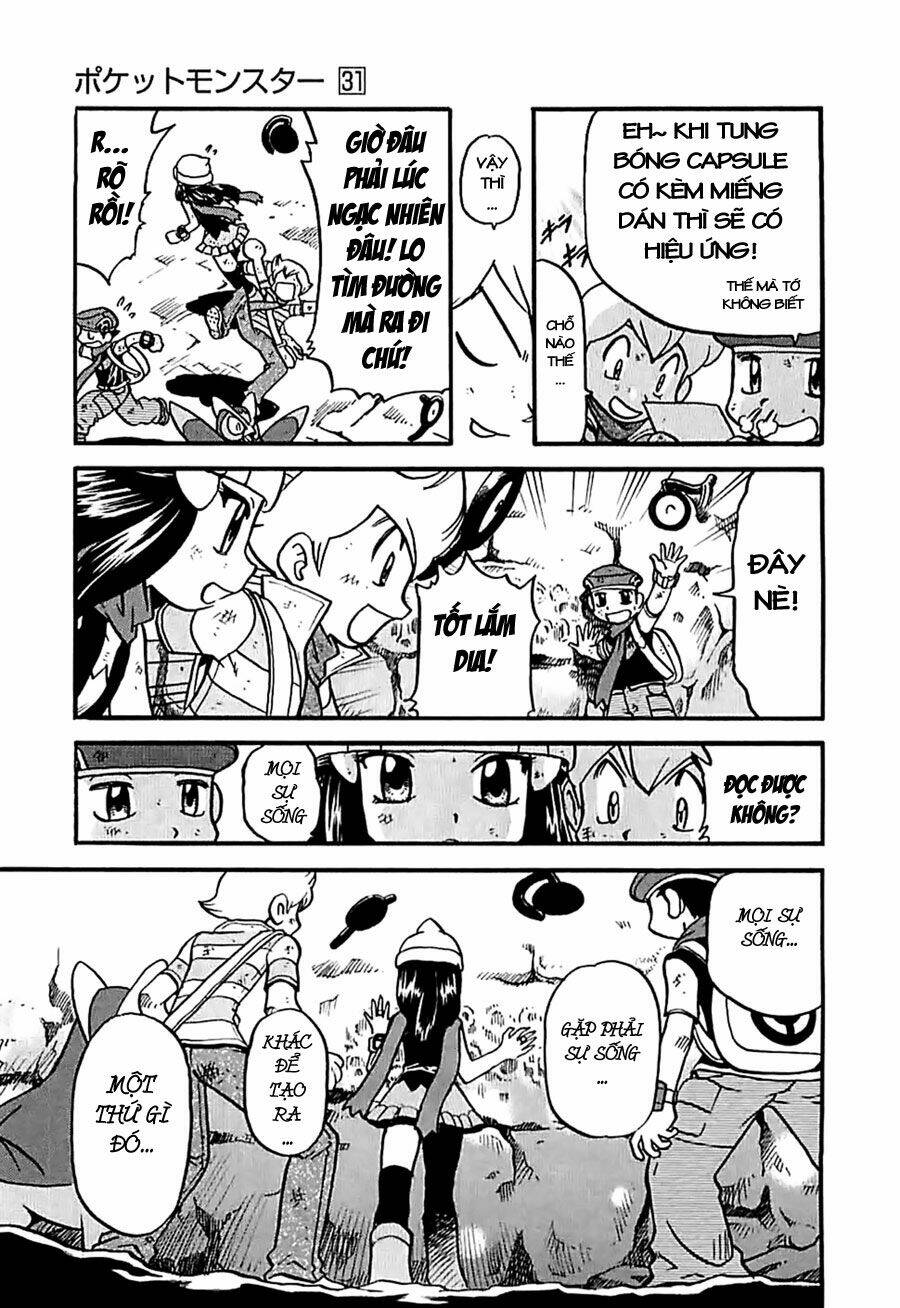 ポケットモンスター 31
EH~ KHI TUNG
BÓNG CAPSULE
CÓ KÈM MIẾNG
DÁN THÌ SẼ CÓ
HIỆU ỨNG!
THẾ MÀ TỚ
KHÔNG BIẾT
CHỖ
NÀO
THẾ
...
VẬY
THÌ
...
GIỜ ĐÂU
PHẢI LÚC
NGẠC NHIÊN
ĐÂU! LO
TÌM ĐƯỜNG
MÀ RA ĐI
CHỨ!
R...
RÕ
RỒI!
ĐÂY
NÈ!
TỐT LẮM
DIA!
ĐỌC ĐƯỢC
KHÔNG?
MỌI
SỰ
SỐNG
MỌI SỰ
SỐNG...
GẶP PHẢI
SỰ SỐNG
...
KHÁC
ĐỂ
TẠO
RA
...
MỘT
THỨ GÌ
ĐÓ...